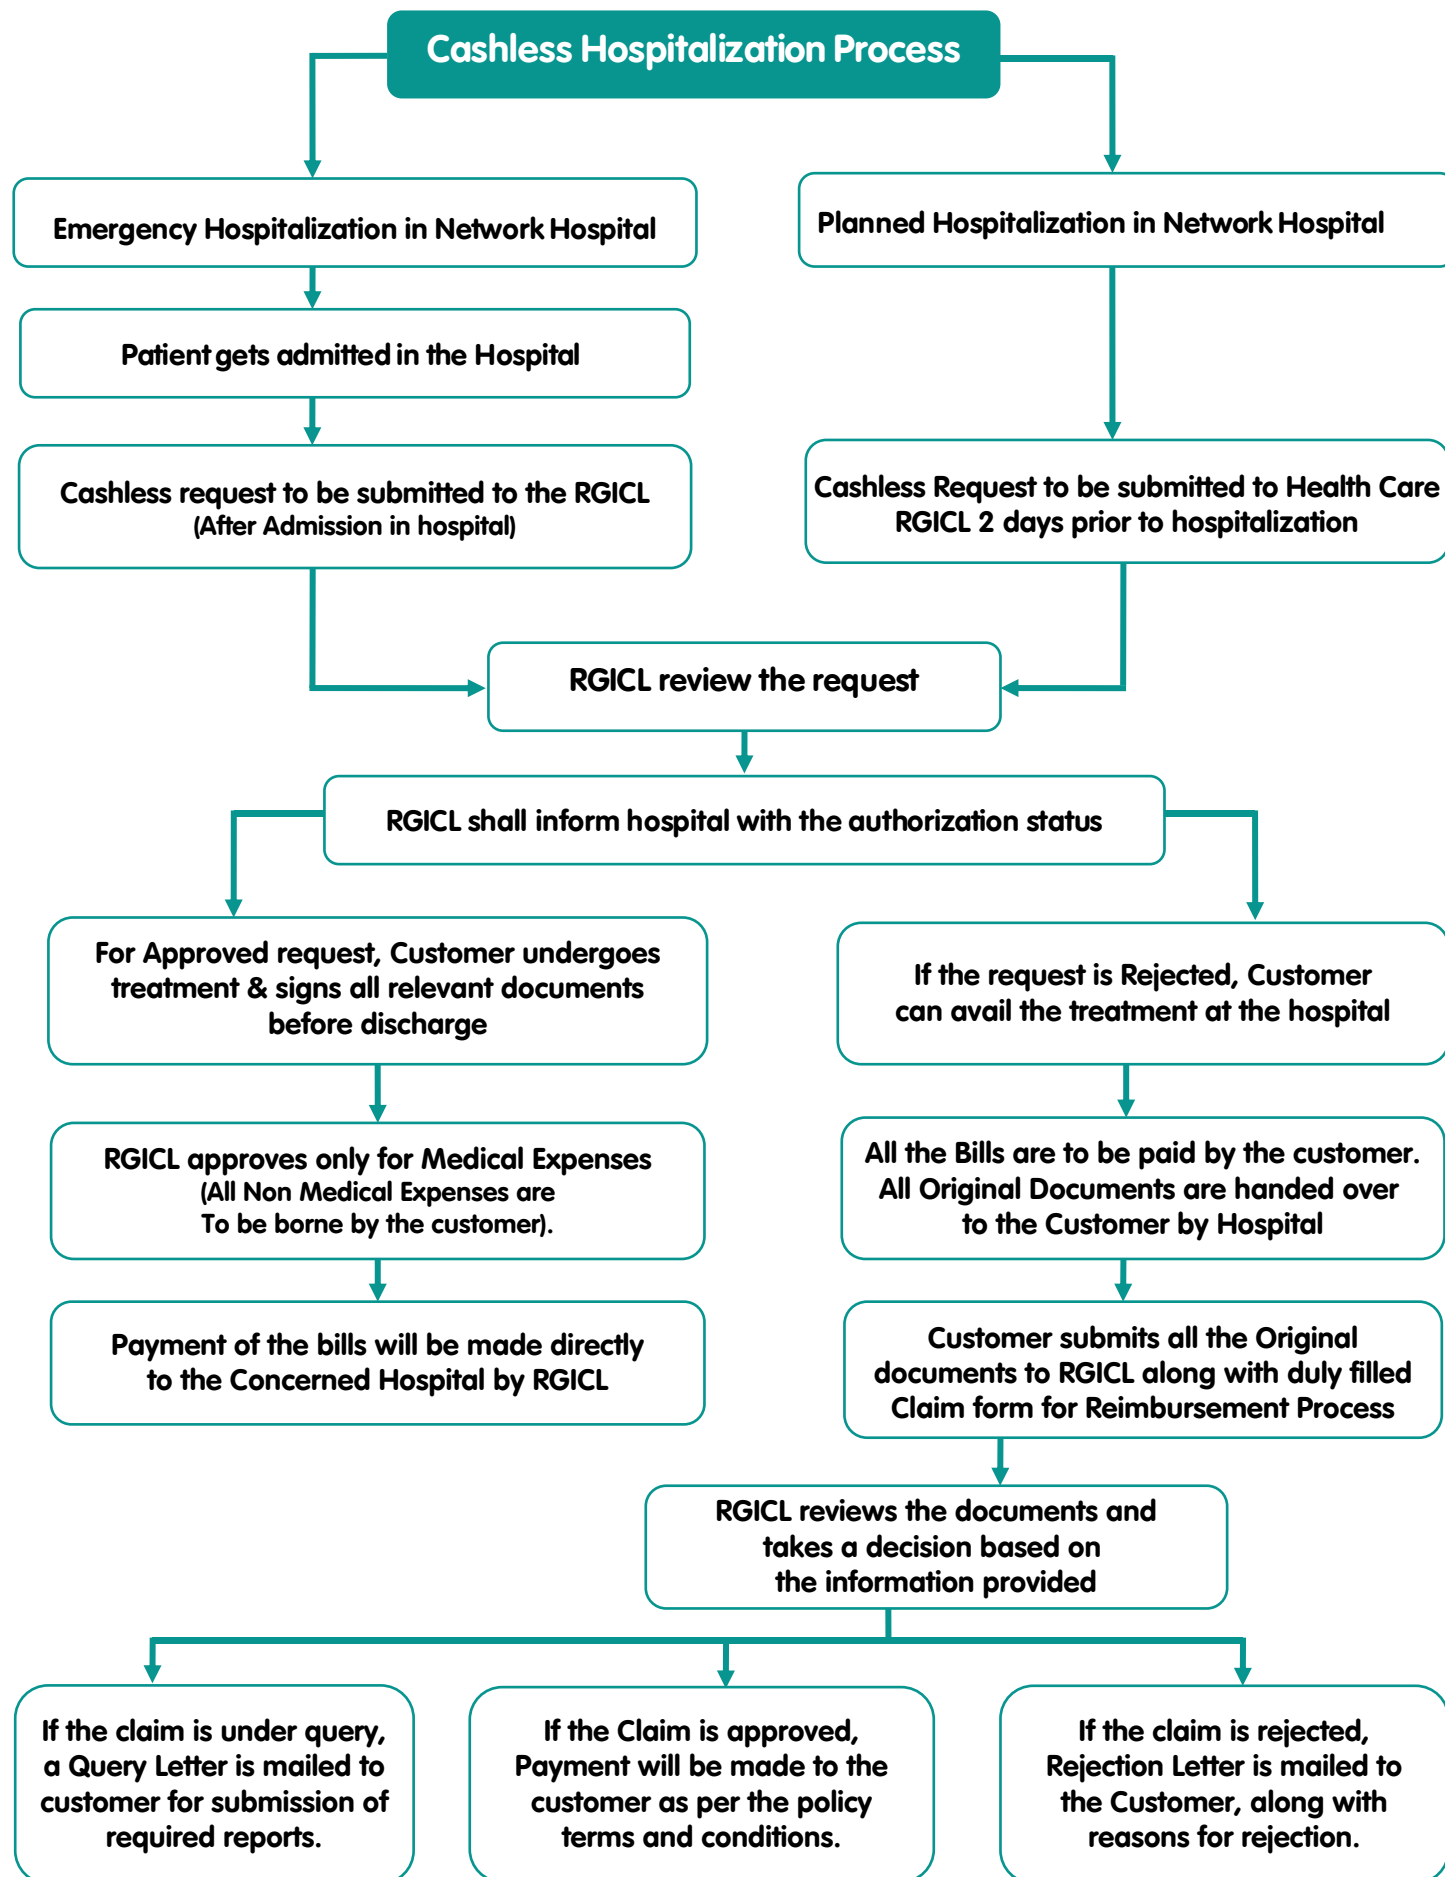 Cashless Hospitalization Process
Emergency Hospitalization in Network Hospital
Planned Hospitalization in Network Hospital
Patient gets admitted in the Hospital
Cashless request to be submitted to the RGICL
(After Admission in hospital)
Cashless Request to be submitted to Health Care
RGICL 2 days prior to hospitalization
RGICL review the request
RGICL shall inform hospital with the authorization status
For Approved request, Customer undergoes
treatment & signs all relevant documents
before discharge
If the request is Rejected, Customer
can avail the treatment at the hospital
RGICL approves only for Medical Expenses
(All Non Medical Expenses are
To be borne by the customer).
All the Bills are to be paid by the customer.
All Original Documents are handed over
to the Customer by Hospital
Payment of the bills will be made directly
to the Concerned Hospital by RGICL
Customer submits all the Original
documents to RGICL along with duly filled
Claim form for Reimbursement Process
RGICL reviews the documents and
takes a decision based on
the information provided
If the claim is under query,
a Query Letter is mailed to
customer for submission of
required reports.
If the Claim is approved,
Payment will be made to the
customer as per the policy
terms and conditions.
If the claim is rejected,
Rejection Letter is mailed to
the Customer, along with
reasons for rejection.